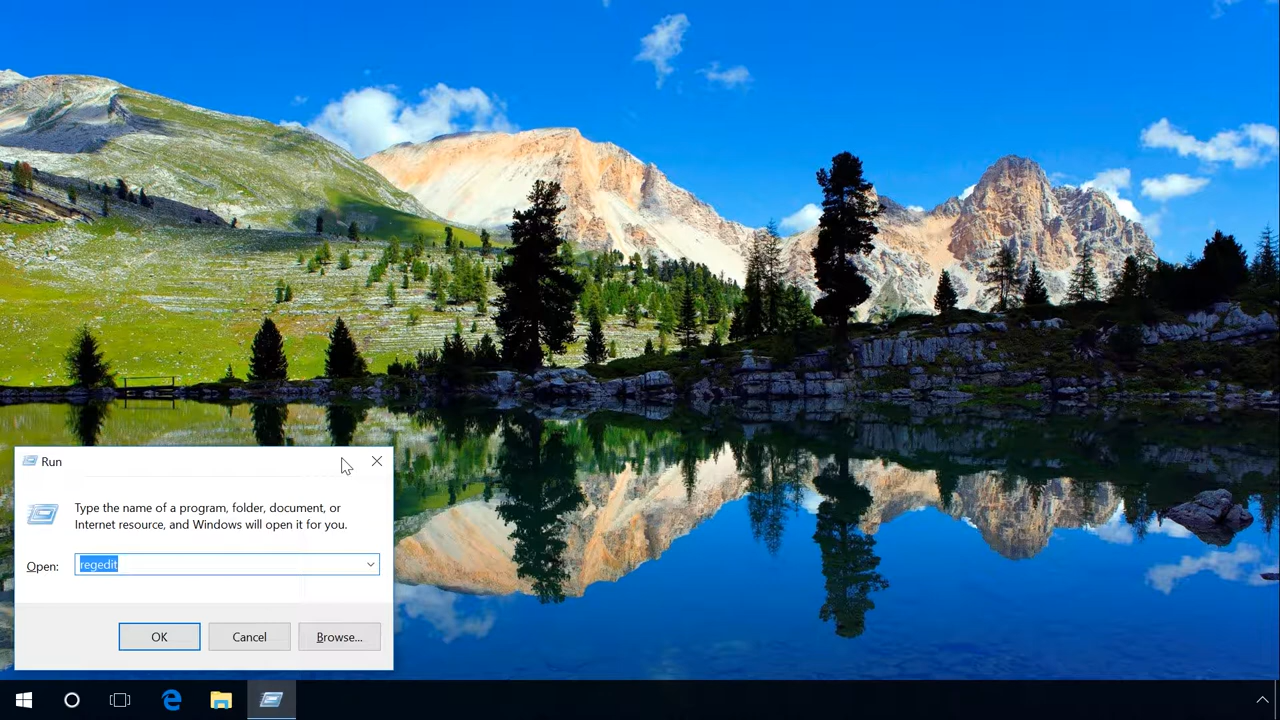 Run
Type the name of a program, folder, document, or
Internet resource, and Windows will open it for you.
Open: regedit
OK Cancel Browse...